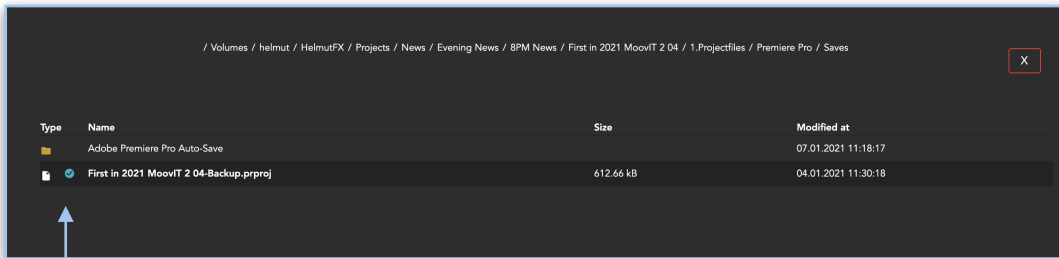 / Volumes / helmut / HelmutFX / Projects / News / Evening News / 8PM News / First in 2021 MoovIT 2 04 / 1.Projectfiles / Premiere Pro / Saves
X
Type Name Size Modified at
Adobe Premiere Pro Auto-Save 07.01.2021 11:18:17
First in 2021 MoovIT 2 04-Backup.prproj 612.66 kB 04.01.2021 11:30:18